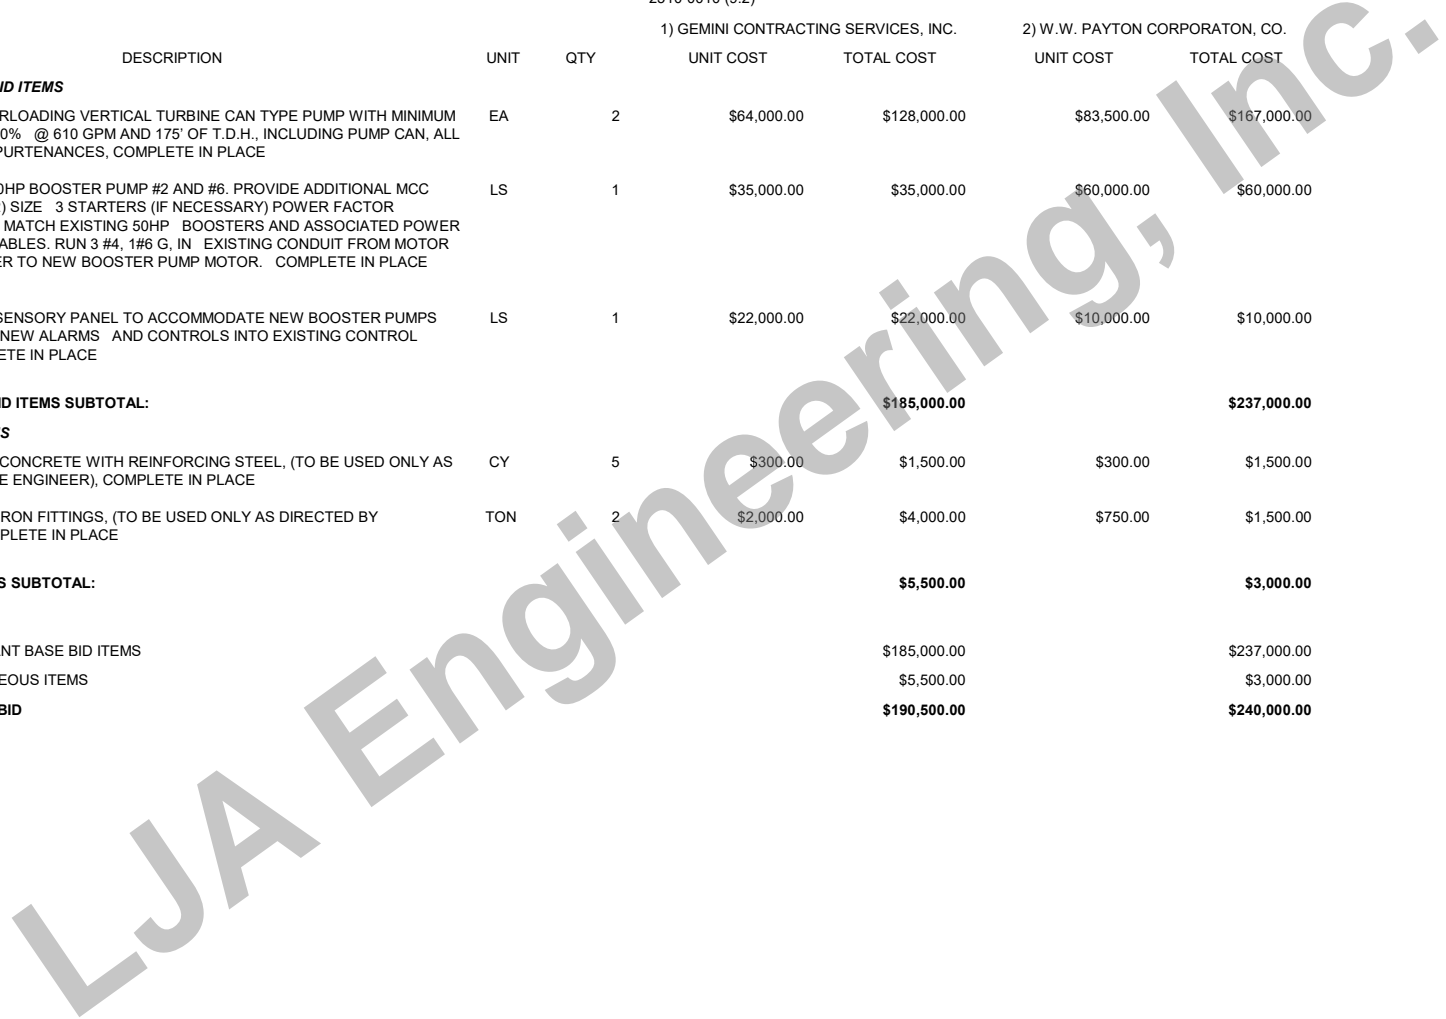 1) GEMINI CONTRACTING SERVICES, INC. 2) W.W. PAYTON CORPORATON, CO.
DESCRIPTION UNIT QTY UNIT COST TOTAL COST UNIT COST TOTAL COST
ID ITEMS
RLOADING VERTICAL TURBINE CAN TYPE PUMP WITH MINIMUM EA 2 $64,000.00 $128,000.00 $83,500.00 $167,000.00
0% @ 610 GPM AND 175' OF T.D.H., INCLUDING PUMP CAN, ALL
PURTENANCES, COMPLETE IN PLACE
0HP BOOSTER PUMP #2 AND #6. PROVIDE ADDITIONAL MCC LS 1 $35,000.00 $35,000.00 $60,000.00 $60,000.00
) SIZE 3 STARTERS (IF NECESSARY) POWER FACTOR
MATCH EXISTING 50HP BOOSTERS AND ASSOCIATED POWER
ABLES. RUN 3 #4, 1#6 G, IN EXISTING CONDUIT FROM MOTOR
ER TO NEW BOOSTER PUMP MOTOR. COMPLETE IN PLACE
SENSORY PANEL TO ACCOMMODATE NEW BOOSTER PUMPS LS 1 $22,000.00 $22,000.00 $10,000.00 $10,000.00
NEW ALARMS AND CONTROLS INTO EXISTING CONTROL
ETE IN PLACE
ID ITEMS SUBTOTAL: $185,000.00 $237,000.00
S
CONCRETE WITH REINFORCING STEEL, (TO BE USED ONLY AS CY 5 $300.00 $1,500.00 $300.00 $1,500.00
E ENGINEER), COMPLETE IN PLACE
RON FITTINGS, (TO BE USED ONLY AS DIRECTED BY TON 2 $2,000.00 $4,000.00 $750.00 $1,500.00
PLETE IN PLACE
S SUBTOTAL: $5,500.00 $3,000.00
NT BASE BID ITEMS $185,000.00 $237,000.00
EOUS ITEMS $5,500.00 $3,000.00
BID $190,500.00 $240,000.00
LJA Engineering, Inc.